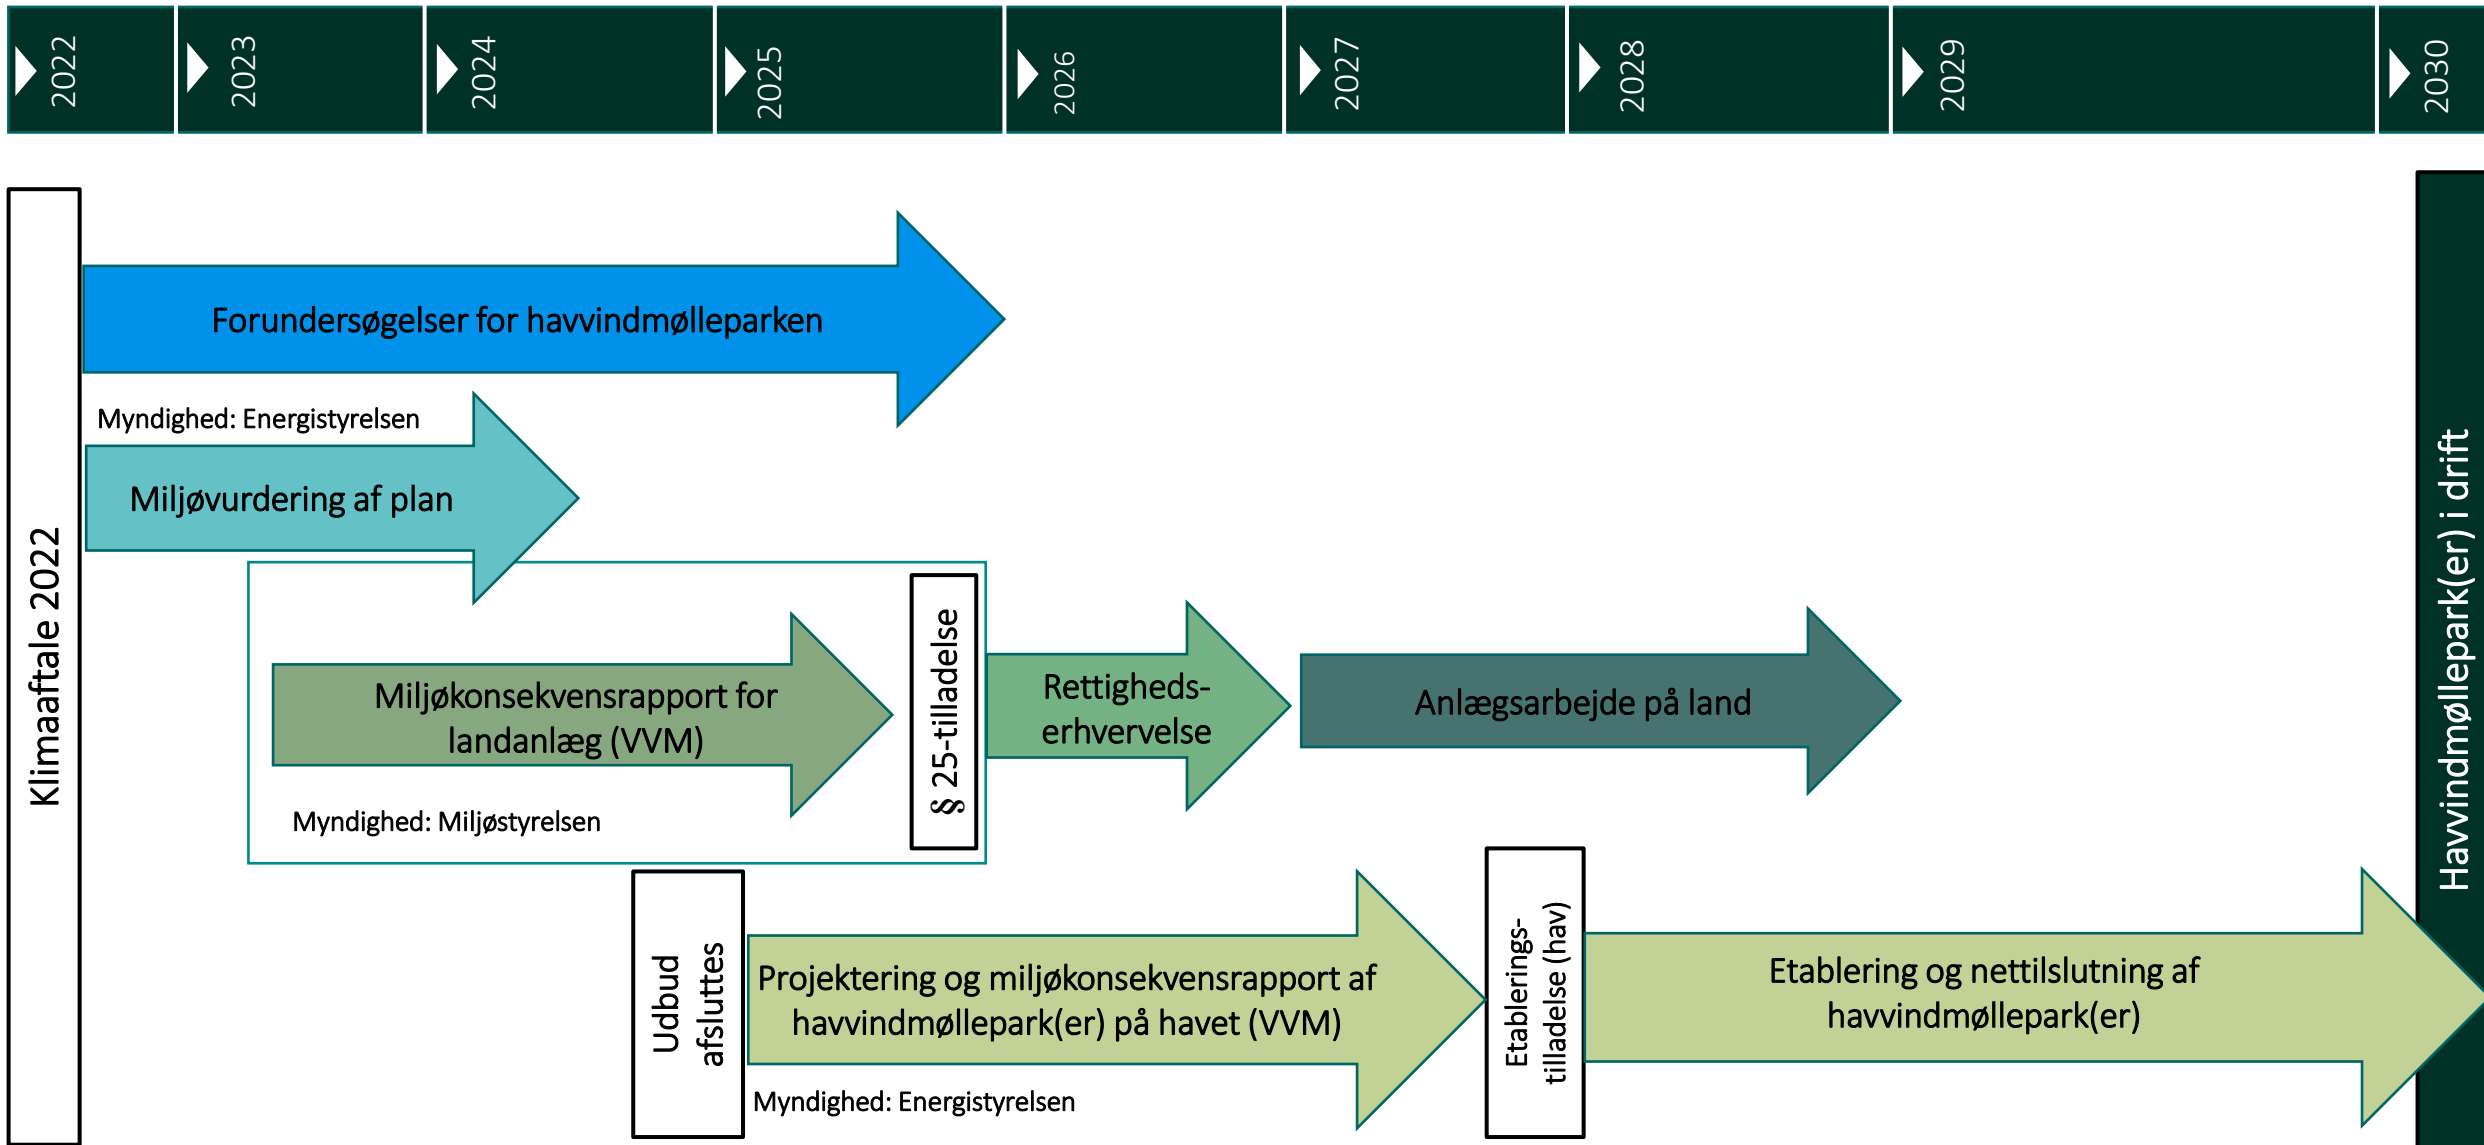 2022
2023
2024
2025
2026
2027
2028
2029
2030
Klimaaftale 2022
Forundersøgelser for havvindmølleparken
Myndighed: Energistyrelsen
Miljøvurdering af plan
Miljøkonsekvensrapport for
landanlæg (VVM)
Myndighed: Miljøstyrelsen
§ 25-tilladelse
Rettigheds-
erhvervelse
Anlægsarbejde på land
Udbud
afsluttes
Projektering og miljøkonsekvensrapport af
havvindmøllepark(er) på havet (VVM)
Myndighed: Energistyrelsen
Etablerings-
tilladelse (hav)
Etablering og nettilslutning af
havvindmøllepark(er)
Havvindmøllepark(er) i drift